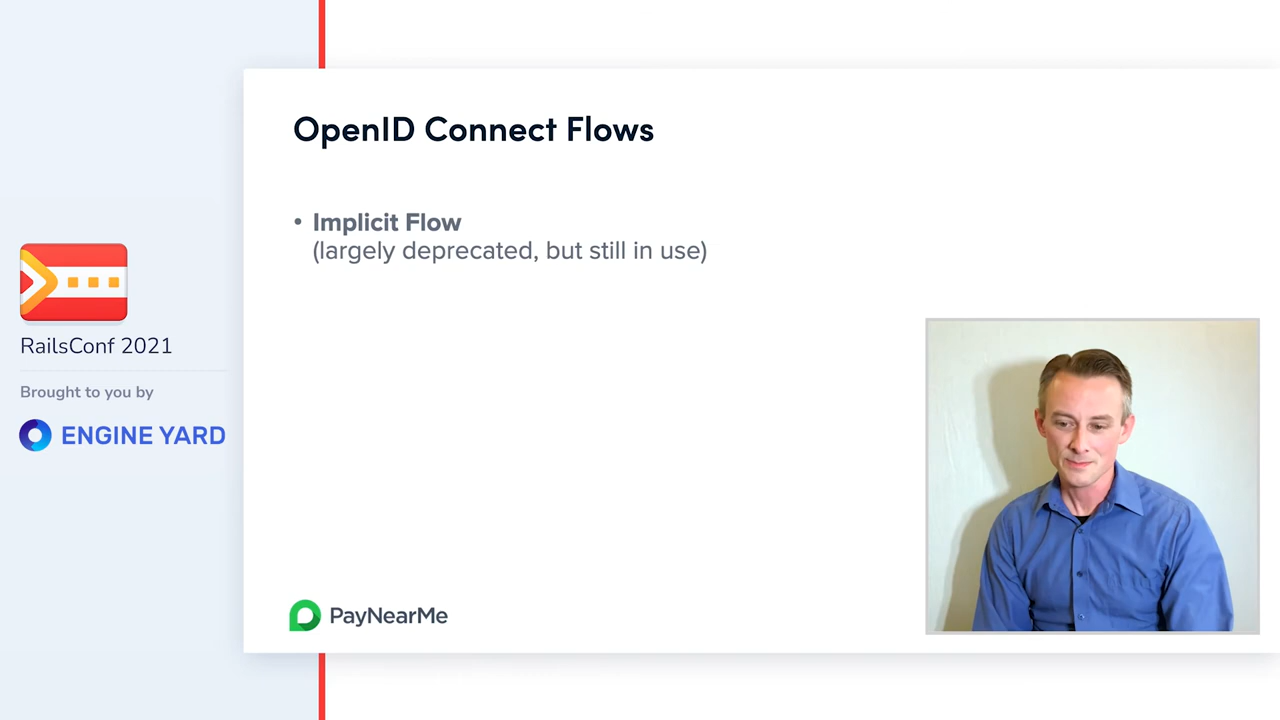 OpenID Connect Flows
• Implicit Flow
(largely deprecated, but still in use)
RailsConf 2021
Brought to you by
ENGINE YARD
PayNearMe